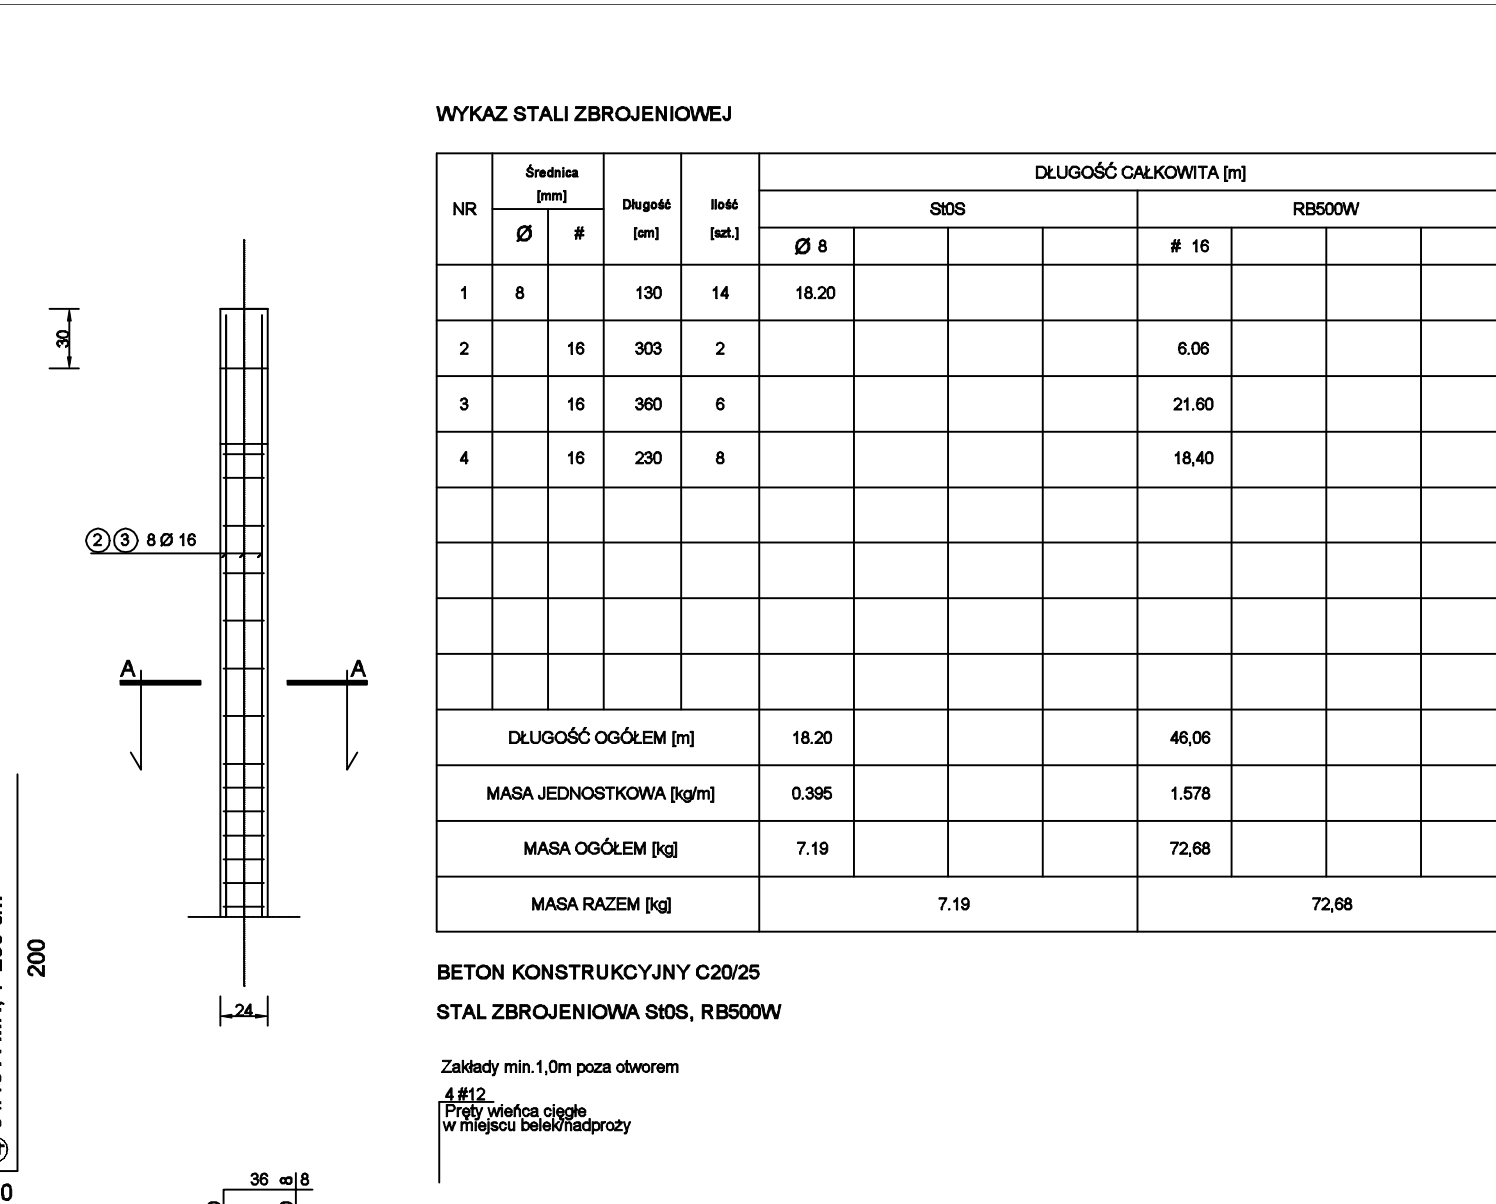 WYKAZ STALI ZBROJENIOWEJ
NR Średnica [mm] Długość [cm] Ilość [szt.] DŁUGOŚĆ CAŁKOWITA [m]
St0S RB500W
Ø # Ø 8 # 16
1 8 130 14 18.20
2 16 303 2 6.06
3 16 360 6 21.60
4 16 230 8 18,40
DŁUGOŚĆ OGÓŁEM [m] 18.20 46,06
MASA JEDNOSTKOWA [kg/m] 0.395 1.578
MASA OGÓŁEM [kg] 7.19 72,68
MASA RAZEM [kg] 7.19 72,68
BETON KONSTRUKCYJNY C20/25
STAL ZBROJENIOWA St0S, RB500W
Zakłady min.1,0m poza otworem
4 #12
Pręty wieńca ciegłe
w miejscu belek/nadproży
30
2 3 8 Ø 16
A A
24
200
36 8 8